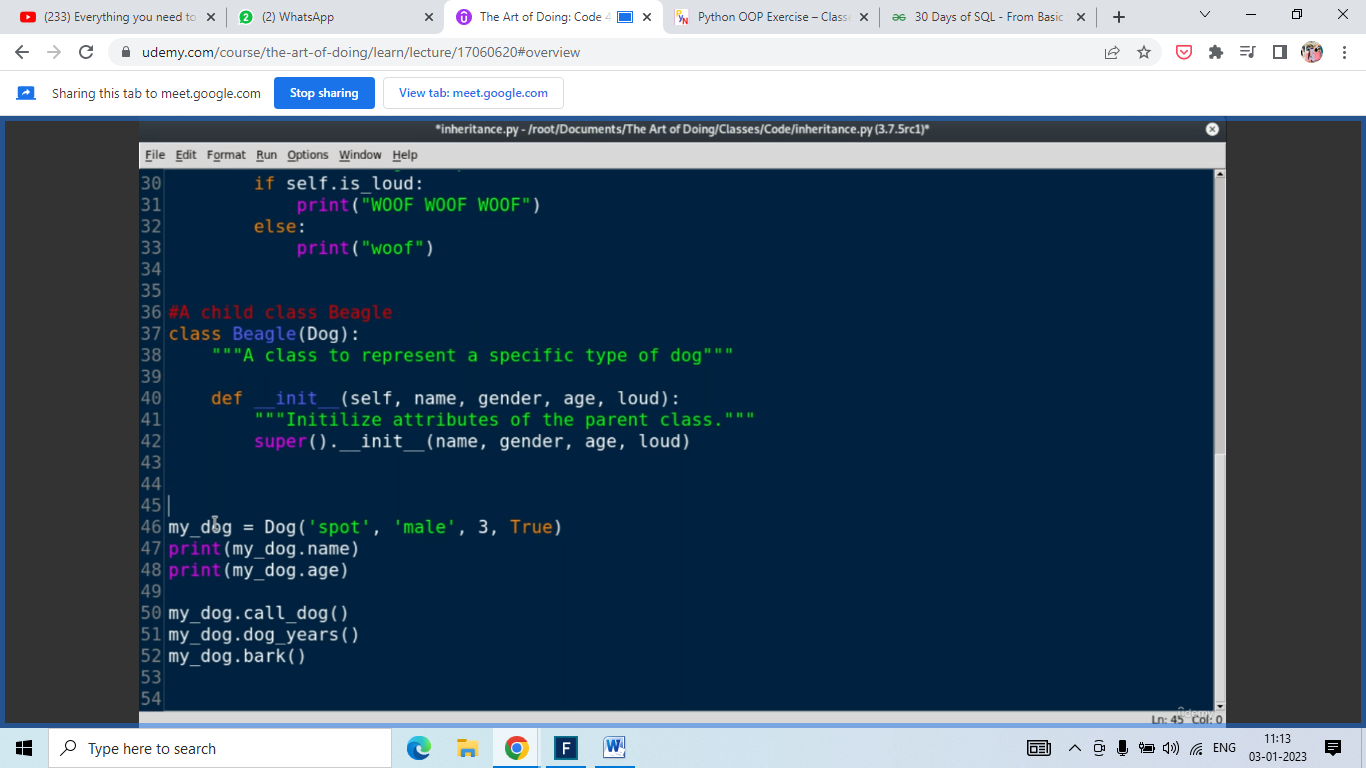 (233) Everything you need to
(2) WhatsApp
The Art of Doing: Code 4
Python OOP Exercise – Classe
30 Days of SQL - From Basic
udemy.com/course/the-art-of-doing/learn/lecture/17060620#overview
Sharing this tab to meet.google.com
Stop sharing
View tab: meet.google.com
*inheritance.py - /root/Documents/The Art of Doing/Classes/Code/inheritance.py (3.7.5rc1)*
File Edit Format Run Options Window Help
30 if self.is_loud:
31 print("WOOF WOOF WOOF")
32 else:
33 print("woof")
34
35
36 #A child class Beagle
37 class Beagle(Dog):
38 """A class to represent a specific type of dog"""
39
40 def __init__(self, name, gender, age, loud):
41 """Initilize attributes of the parent class."""
42 super().__init__(name, gender, age, loud)
43
44
45
46 my_dog = Dog('spot', 'male', 3, True)
47 print(my_dog.name)
48 print(my_dog.age)
49
50 my_dog.call_dog()
51 my_dog.dog_years()
52 my_dog.bark()
53
54
Ln: 45 Col: 0
Type here to search
ENG
11:13
03-01-2023